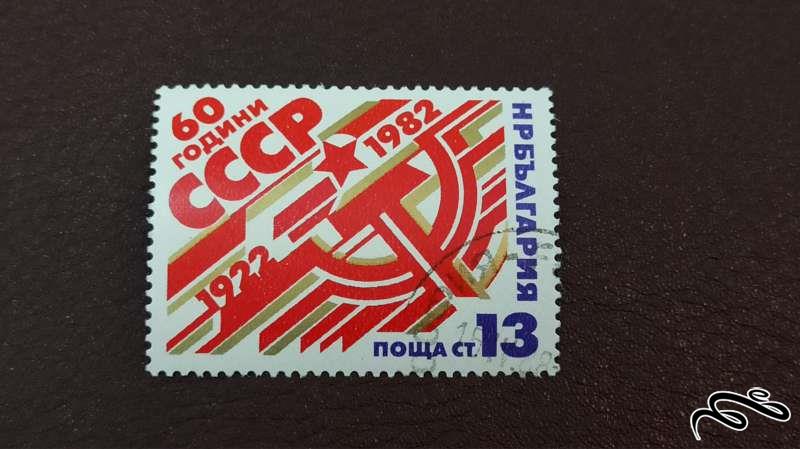 60
ГОДИНИ
СССР
1922
1982
НР БЪЛГАРИЯ
ПОЩА СТ. 13